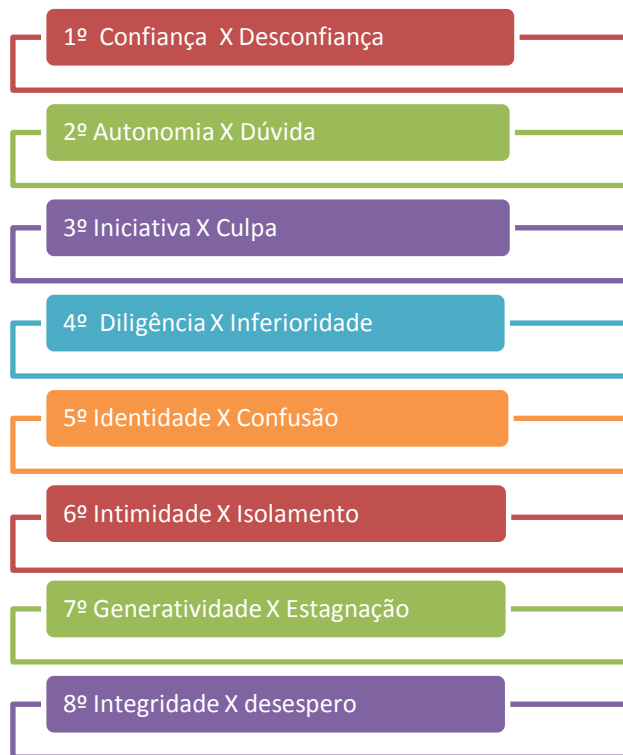 1º Confiança X Desconfiança
2º Autonomia X Dúvida
3º Iniciativa X Culpa
4º Diligência X Inferioridade
5º Identidade X Confusão
6º Intimidade X Isolamento
7º Generatividade X Estagnação
8º Integridade X desespero